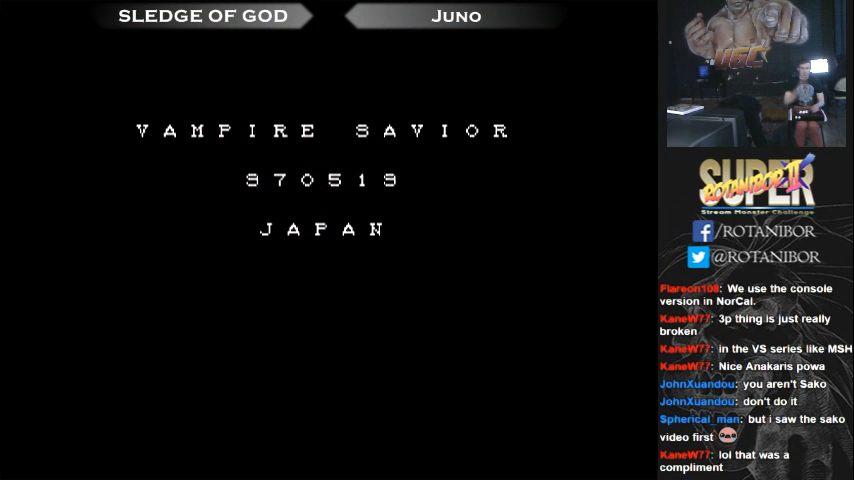 SLEDGE OF GOD
Juno
VAMPIRE SAVIOR
970519
JAPAN
UGC
SUPER
ROTANIBOR II
Stream Monster Challenge
/ROTANIBOR
@ROTANIBOR
Flareon108: We use the console
version in NorCal.
KaneW77: 3p thing is just really
broken
KaneW77: in the VS series like MSH
KaneW77: Nice Anakaris powa
JohnXuandou: you aren't Sako
JohnXuandou: don't do it
Spherical_man: but i saw the sako
video first
KaneW77: lol that was a
compliment